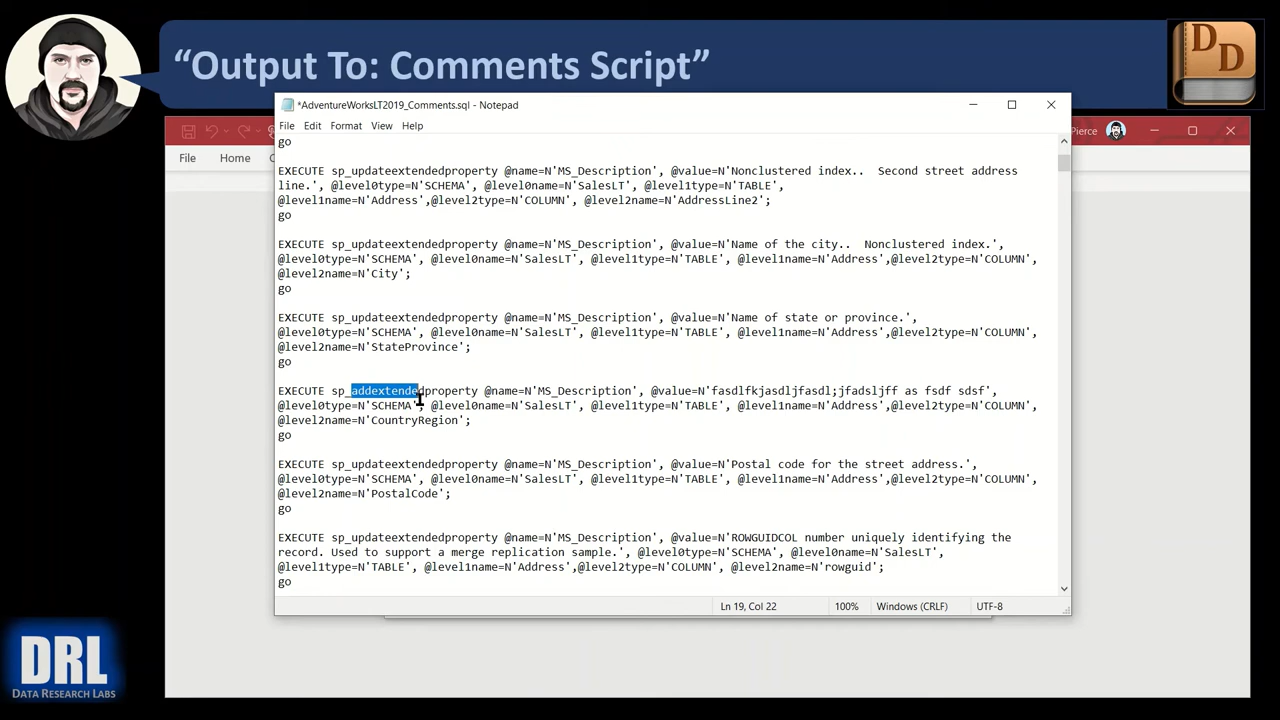 “Output To: Comments Script”
DD
*AdventureWorksLT2019_Comments.sql - Notepad
Pierce
File Edit Format View Help
File Home
go
EXECUTE sp_updateextendedproperty @name=N'MS_Description', @value=N'Nonclustered index..  Second street address
line.', @level0type=N'SCHEMA', @level0name=N'SalesLT', @level1type=N'TABLE',
@level1name=N'Address',@level2type=N'COLUMN', @level2name=N'AddressLine2';
go
EXECUTE sp_updateextendedproperty @name=N'MS_Description', @value=N'Name of the city..  Nonclustered index.',
@level0type=N'SCHEMA', @level0name=N'SalesLT', @level1type=N'TABLE', @level1name=N'Address',@level2type=N'COLUMN',
@level2name=N'City';
go
EXECUTE sp_updateextendedproperty @name=N'MS_Description', @value=N'Name of state or province.',
@level0type=N'SCHEMA', @level0name=N'SalesLT', @level1type=N'TABLE', @level1name=N'Address',@level2type=N'COLUMN',
@level2name=N'StateProvince';
go
EXECUTE sp_addextendedproperty @name=N'MS_Description', @value=N'fasdlfkjasdljfasdl;jfadsljff as fsdf sdsf',
@level0type=N'SCHEMA', @level0name=N'SalesLT', @level1type=N'TABLE', @level1name=N'Address',@level2type=N'COLUMN',
@level2name=N'CountryRegion';
go
EXECUTE sp_updateextendedproperty @name=N'MS_Description', @value=N'Postal code for the street address.',
@level0type=N'SCHEMA', @level0name=N'SalesLT', @level1type=N'TABLE', @level1name=N'Address',@level2type=N'COLUMN',
@level2name=N'PostalCode';
go
EXECUTE sp_updateextendedproperty @name=N'MS_Description', @value=N'ROWGUIDCOL number uniquely identifying the
record. Used to support a merge replication sample.', @level0type=N'SCHEMA', @level0name=N'SalesLT',
@level1type=N'TABLE', @level1name=N'Address',@level2type=N'COLUMN', @level2name=N'rowguid';
go
Ln 19, Col 22 100% Windows (CRLF) UTF-8
DRL
DATA RESEARCH LABS